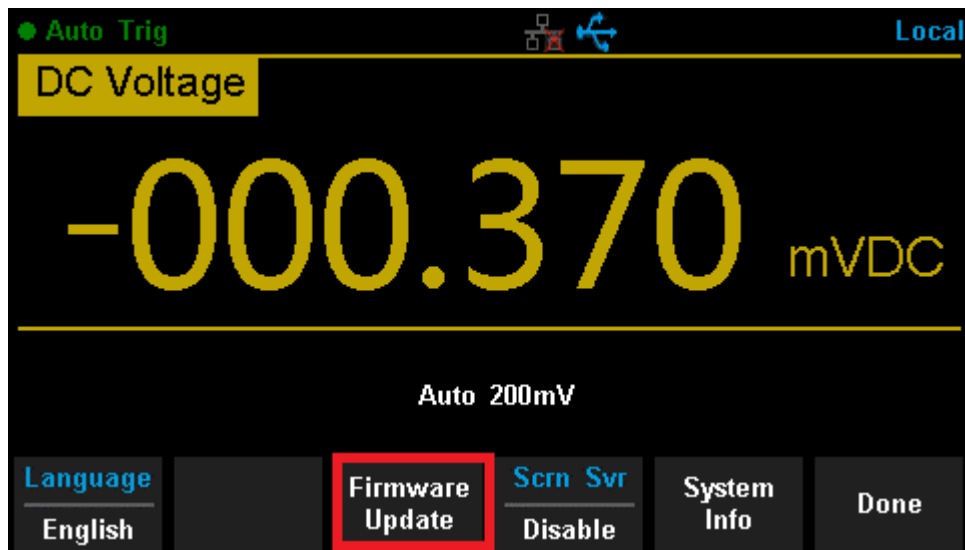 Auto Trig Local
DC Voltage
-000.370 mVDC
Auto 200mV
Language Firmware Scrn Svr System Done
English Update Disable Info